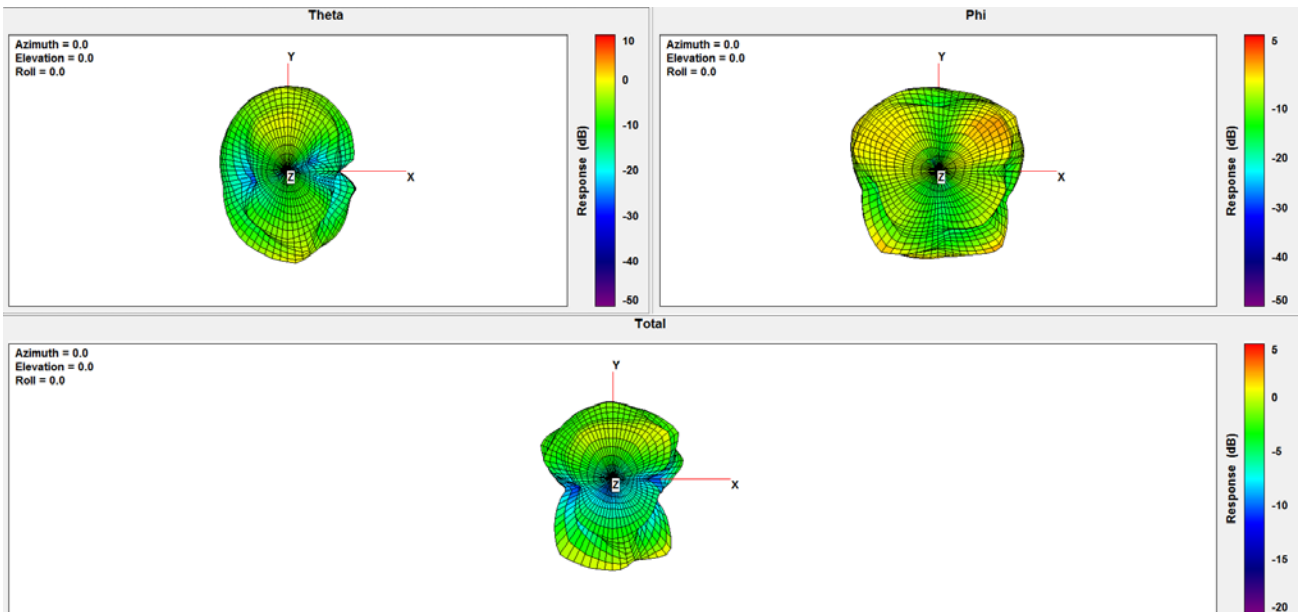 Theta
Azimuth = 0.0
Elevation = 0.0
Roll = 0.0
Y
X
Z
10
0
-10
-20
-30
-40
-50
Response (dB)
Phi
Azimuth = 0.0
Elevation = 0.0
Roll = 0.0
Y
X
Z
5
-10
-20
-30
-40
-50
Response (dB)
Total
Azimuth = 0.0
Elevation = 0.0
Roll = 0.0
Y
X
Z
5
0
-5
-10
-15
-20
Response (dB)